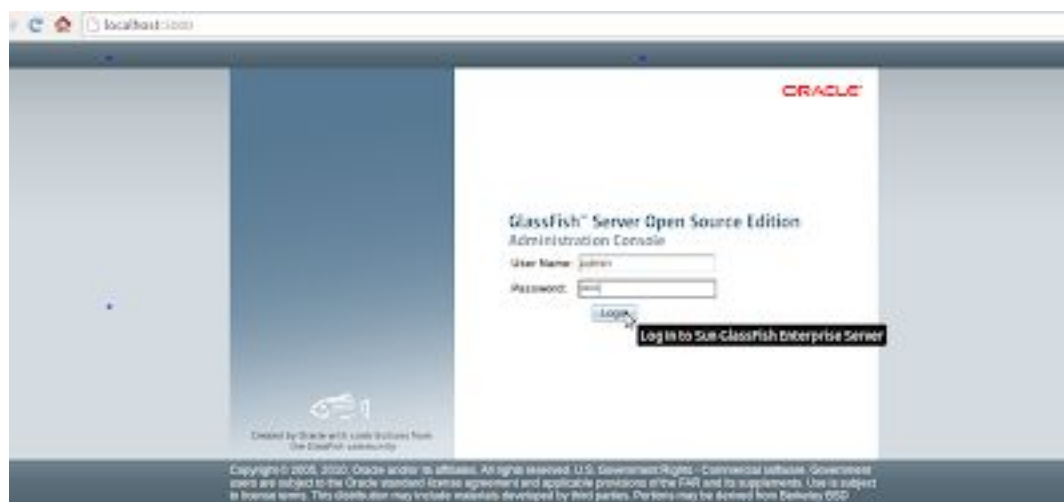 localhost
ORACLE
GlassFish™ Server Open Source Edition
Administration Console
User Name: admin
Password:
Login
Log In to Sun GlassFish Enterprise Server
Created by Oracle with contributions from
the GlassFish community
Copyright © 2005, 2010, Oracle and/or its affiliates. All rights reserved. U.S. Government Rights - Commercial software. Government
users are subject to the Oracle standard license agreement and applicable provisions of the FAR and its supplements. Use is subject
to license terms. This distribution may include materials developed by third parties. Portions may be derived from Berkeley BSD